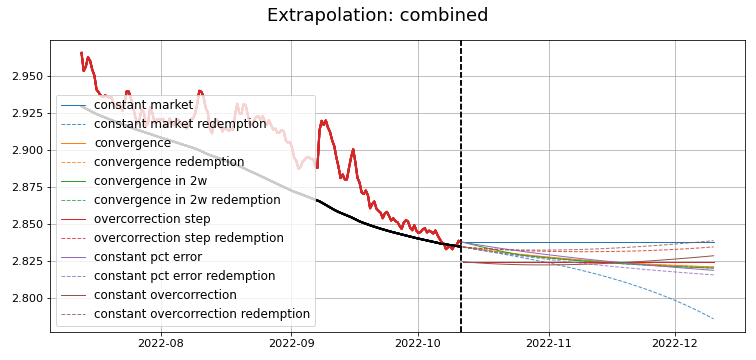 Extrapolation: combined
2.950
2.925
2.900
2.875
2.850
2.825
2.800
constant market
constant market redemption
convergence
convergence redemption
convergence in 2w
convergence in 2w redemption
overcorrection step
overcorrection step redemption
constant pct error
constant pct error redemption
constant overcorrection
constant overcorrection redemption
2022-08 2022-09 2022-10 2022-11 2022-12